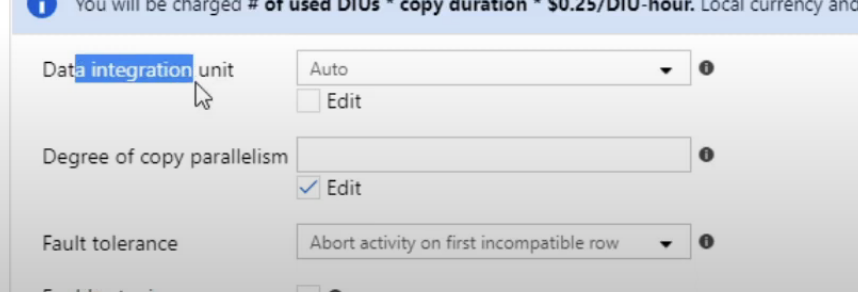 You will be charged # of used DIUs * copy duration * $0.25/DIU-hour. Local currency and
Data integration unit
Auto
Edit
Degree of copy parallelism
Edit
Fault tolerance
Abort activity on first incompatible row